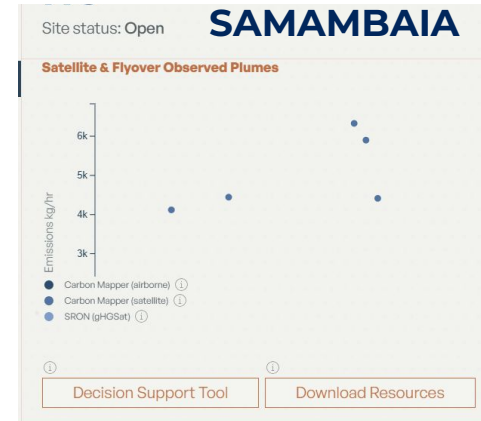 Site status: Open
SAMAMBAIA
Satellite & Flyover Observed Plumes
6k
5k
4k
3k
Emissions kg/hr
Carbon Mapper (airborne) i
Carbon Mapper (satellite) i
SRON (gHGSat) i
i
i
Decision Support Tool
Download Resources